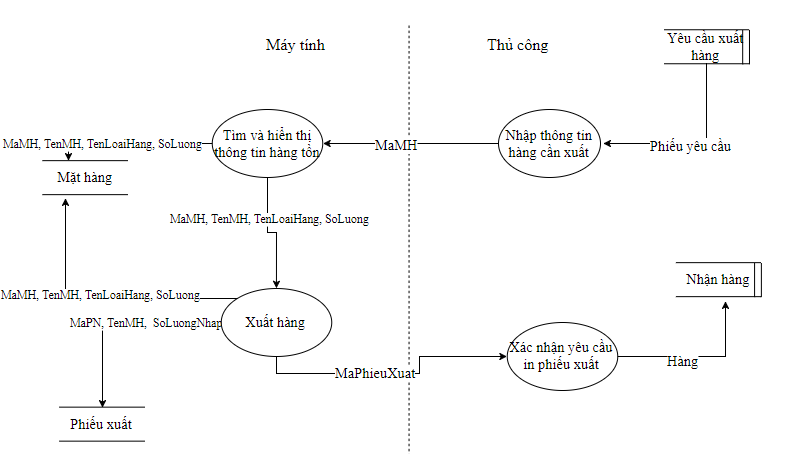 Máy tính
Thủ công
Yêu cầu xuất
hàng
Tìm và hiển thị
thông tin hàng tồn
MaMH, TenMH, TenLoaiHang, SoLuong
MaMH
Nhập thông tin
hàng cần xuất
Phiếu yêu cầu
Mặt hàng
MaMH, TenMH, TenLoaiHang, SoLuong
Nhận hàng
MaMH, TenMH, TenLoaiHang, SoLuong
MaPN, TenMH, SoLuongNhap
Xuất hàng
Xác nhận yêu cầu
in phiếu xuất
Hàng
MaPhieuXuat
Phiếu xuất